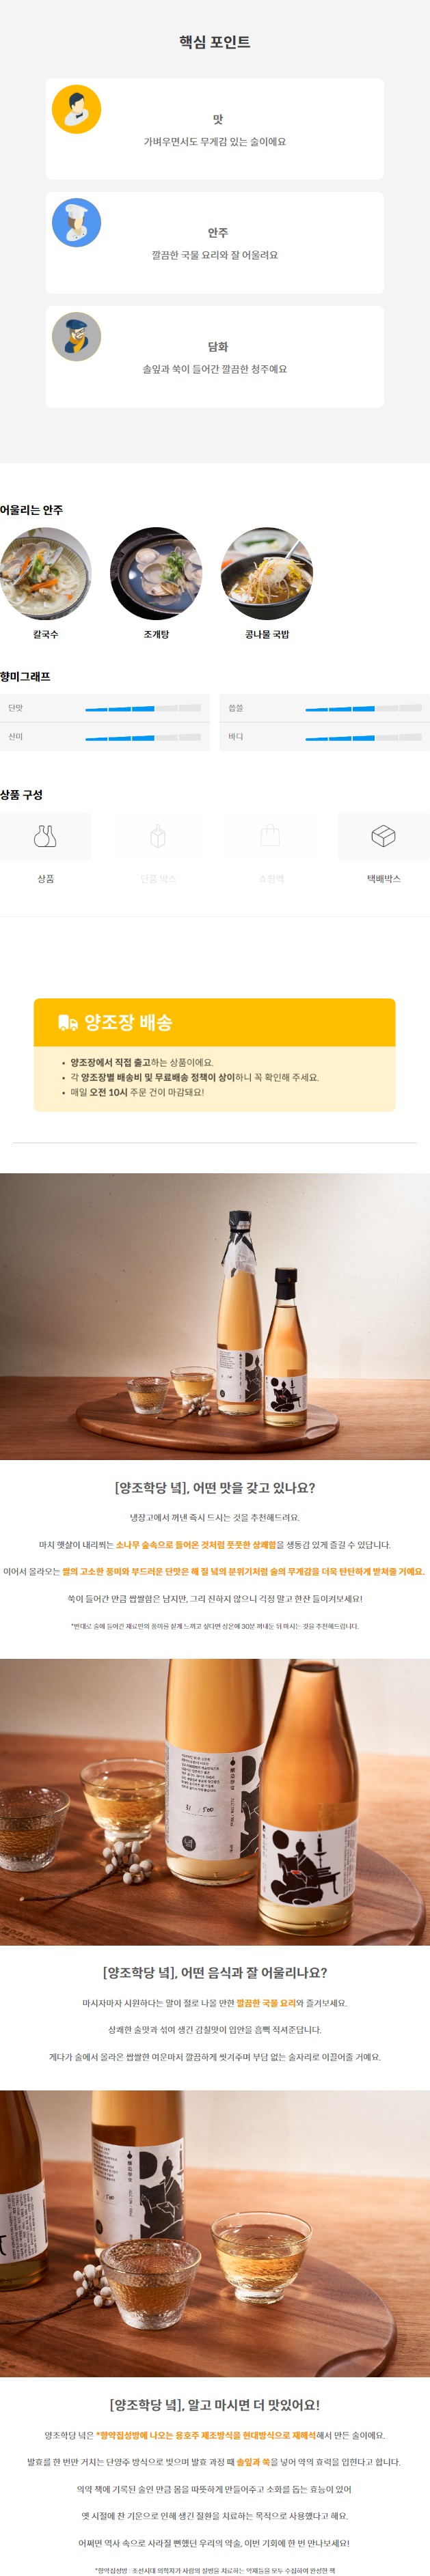 핵심 포인트
맛
가벼우면서도 무게감 있는 술이에요
안주
깔끔한 국물 요리와 잘 어울려요
담화
솔잎과 쑥이 들어간 깔끔한 청주예요
어울리는 안주
칼국수
조개탕
콩나물 국밥
향미그래프
단맛
씁쓸
산미
바디
상품 구성
상품
단품 박스
쇼핑백
택배박스
양조장 배송
• 양조장에서 직접 출고하는 상품이에요.
• 각 양조장별 배송비 및 무료배송 정책이 상이하니 꼭 확인해 주세요.
• 매일 오전 10시 주문 건이 마감돼요!
[양조학당 녘], 어떤 맛을 갖고 있나요?
냉장고에서 꺼낸 즉시 드시는 것을 추천해드려요.
마치 햇살이 내리쬐는 소나무 숲속으로 들어온 것처럼 풋풋한 상쾌함을 생동감 있게 즐길 수 있답니다.
이어서 올라오는 쌀의 고소한 풍미와 부드러운 단맛은 해 질 녘의 분위기처럼 술의 무게감을 더욱 탄탄하게 받쳐줄 거예요.
쑥이 들어간 만큼 쌉쌀함은 남지만, 그리 진하지 않으니 걱정 말고 한잔 들이켜보세요!
*반대로 술에 들어간 재료만의 풍미를 짙게 느끼고 싶다면 상온에 30분 꺼내둔 뒤 마시는 것을 추천해드립니다.
녘
[양조학당 녘], 어떤 음식과 잘 어울리나요?
마시자마자 시원하다는 말이 절로 나올 만한 깔끔한 국물 요리와 즐겨보세요.
상쾌한 술맛과 섞여 생긴 감칠맛이 입안을 흠뻑 적셔준답니다.
게다가 술에서 올라온 쌉쌀한 여운마저 깔끔하게 씻겨주며 부담 없는 술자리로 이끌어줄 거예요.
[양조학당 녘], 알고 마시면 더 맛있어요!
양조학당 녘은 *향약집성방에 나오는 용호주 제조방식을 현대방식으로 재해석해서 만든 술이에요.
발효를 한 번만 거치는 단양주 방식으로 빚으며 발효 과정 때 솔잎과 쑥을 넣어 약의 효력을 입힌다고 합니다.
의약 책에 기록된 술인 만큼 몸을 따뜻하게 만들어주고 소화를 돕는 효능이 있어
옛 시절에 찬 기운으로 인해 생긴 질환을 치료하는 목적으로 사용했다고 해요.
어쩌면 역사 속으로 사라질 뻔했던 우리의 약술, 이번 기회에 한 번 만나보세요!
*향약집성방 : 조선시대 의학자가 사람의 질병을 치료하는 약재들을 모두 수집하여 완성한 책